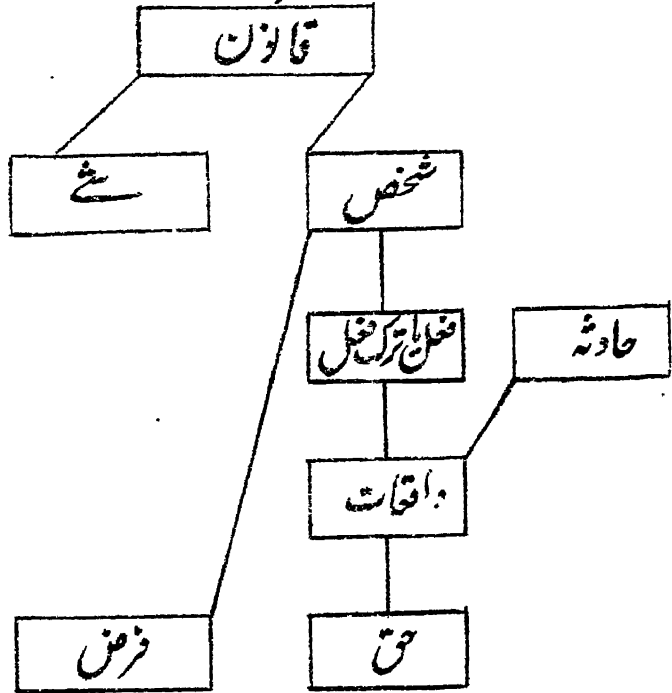 قانون
شخص
شے
فعل یا ترک فعل
حادثہ
واقعات
حق
فرض